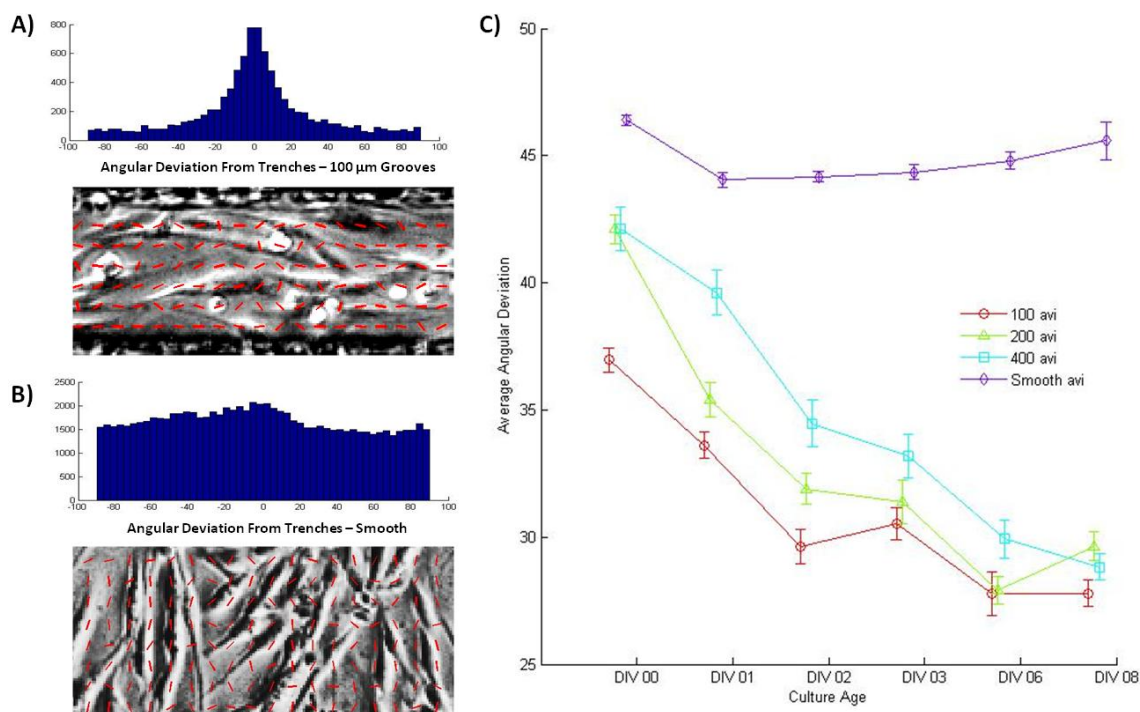 A)
800
600
400
200
0
-100 -80 -60 -40 -20 0 20 40 60 80 100
Angular Deviation From Trenches – 100 µm Grooves
B)
2500
2000
1500
1000
500
0
-100 -80 -60 -40 -20 0 20 40 60 80 100
Angular Deviation From Trenches – Smooth
C)
50
45
40
35
30
25
Average Angular Deviation
100 avi
200 avi
400 avi
Smooth avi
DIV 00 DIV 01 DIV 02 DIV 03 DIV 06 DIV 08
Culture Age